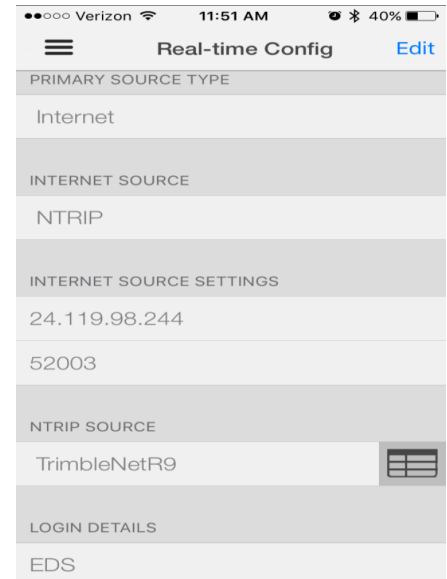 Verizon 11:51 AM 40%
Real-time Config Edit
PRIMARY SOURCE TYPE
Internet
INTERNET SOURCE
NTRIP
INTERNET SOURCE SETTINGS
24.119.98.244
52003
NTRIP SOURCE
TrimbleNetR9
LOGIN DETAILS
EDS